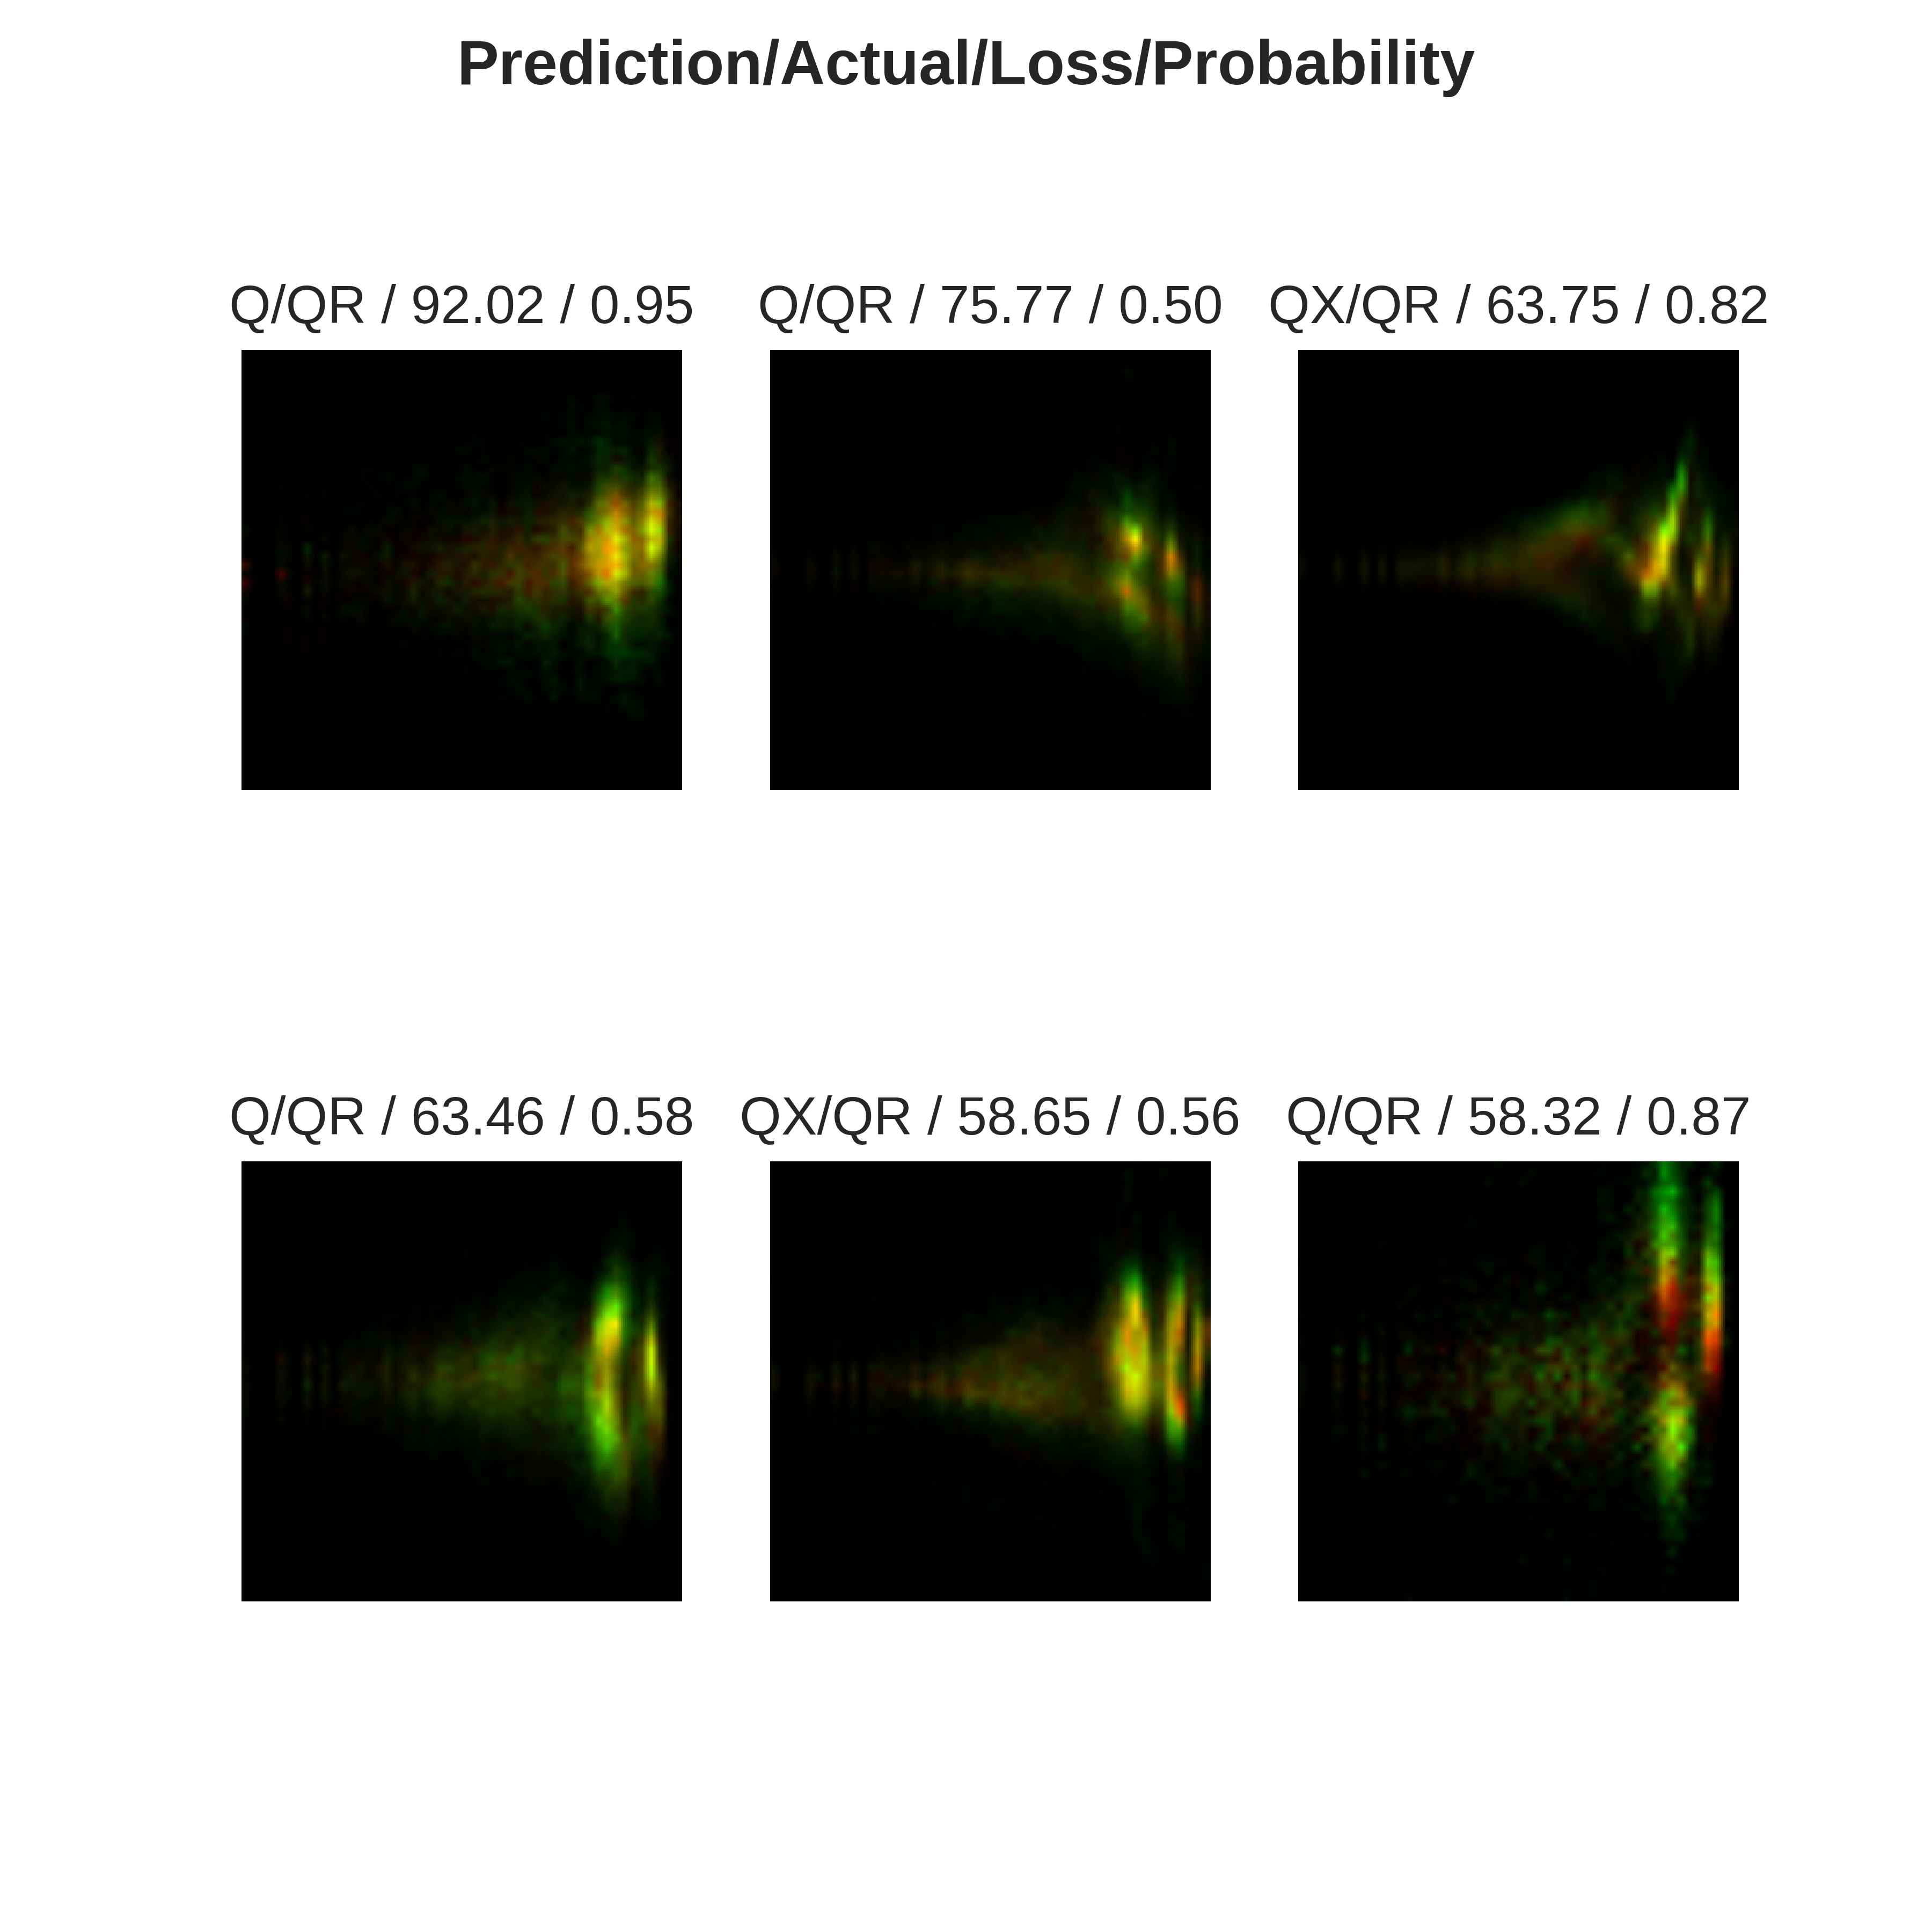 Prediction/Actual/Loss/Probability
Q/QR / 92.02 / 0.95
Q/QR / 75.77 / 0.50
QX/QR / 63.75 / 0.82
Q/QR / 63.46 / 0.58
QX/QR / 58.65 / 0.56
Q/QR / 58.32 / 0.87